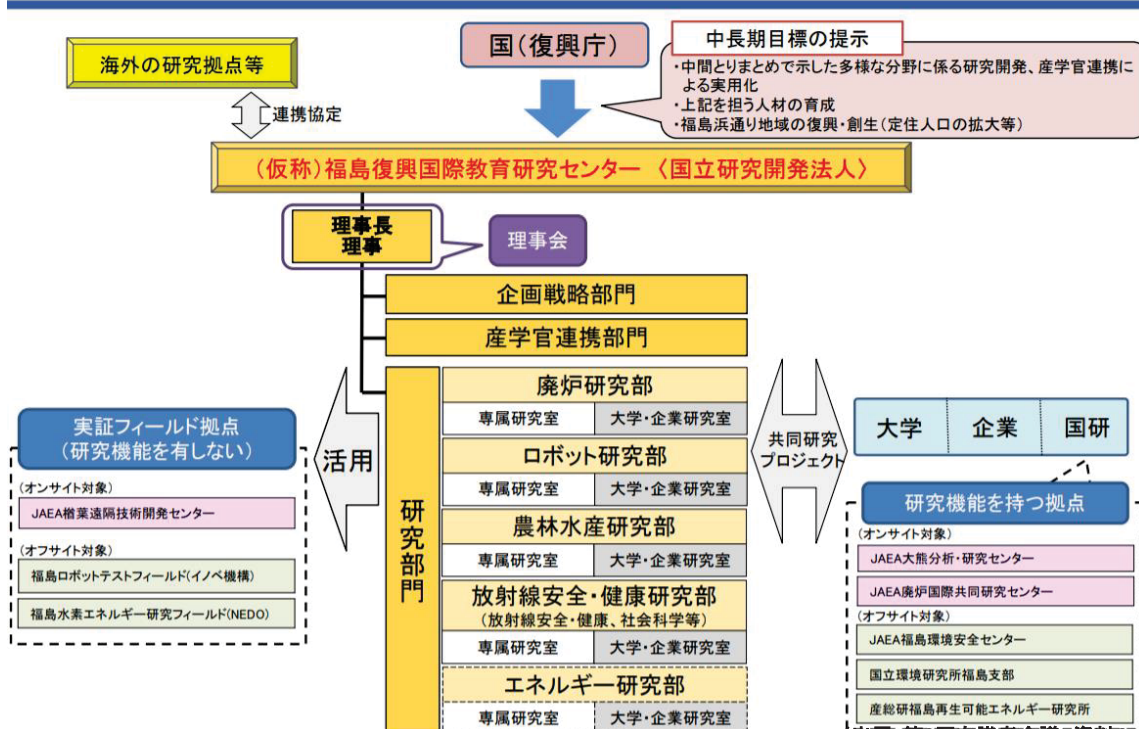 国(復興庁)
中長期目標の提示
・中間とりまとめで示した多様な分野に係る研究開発、産学官連携に
よる実用化
・上記を担う人材の育成
・福島浜通り地域の復興・創生(定住人口の拡大等)
海外の研究拠点等
連携協定
(仮称)福島復興国際教育研究センター 〈国立研究開発法人〉
理事長
理事
理事会
企画戦略部門
産学官連携部門
研究部門
廃炉研究部
専属研究室 大学・企業研究室
ロボット研究部
専属研究室 大学・企業研究室
農林水産研究部
専属研究室 大学・企業研究室
放射線安全・健康研究部
(放射線安全・健康、社会科学等)
専属研究室 大学・企業研究室
エネルギー研究部
専属研究室 大学・企業研究室
活用
実証フィールド拠点
(研究機能を有しない)
(オンサイト対象)
JAEA楢葉遠隔技術開発センター
(オフサイト対象)
福島ロボットテストフィールド(イノベ機構)
福島水素エネルギー研究フィールド(NEDO)
共同研究
プロジェクト
大学 企業 国研
研究機能を持つ拠点
(オンサイト対象)
JAEA大熊分析・研究センター
JAEA廃炉国際共同研究センター
(オフサイト対象)
JAEA福島環境安全センター
国立環境研究所福島支部
産総研福島再生可能エネルギー研究所